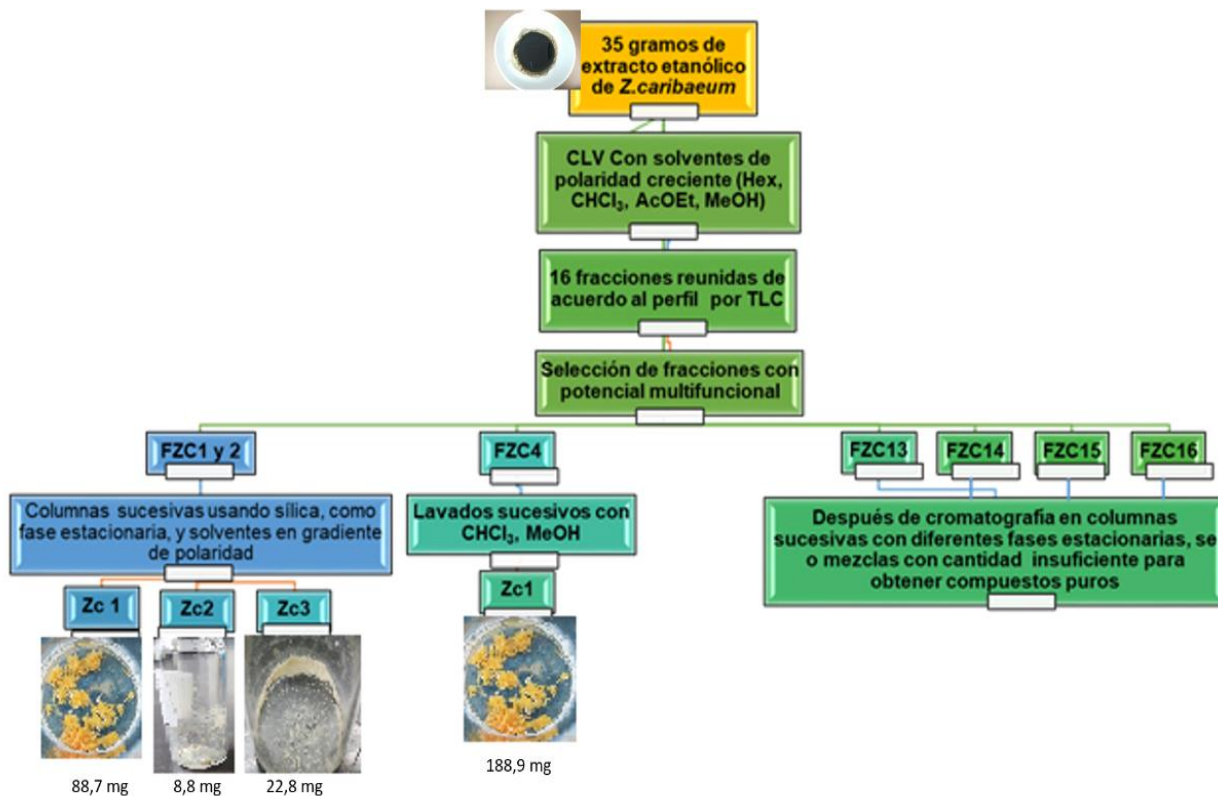 35 gramos de
extracto etanólico
de Z.caribaeum
CLV Con solventes de
polaridad creciente (Hex,
CHCl₃, AcOEt, MeOH)
16 fracciones reunidas de
acuerdo al perfil por TLC
Selección de fracciones con
potencial multifuncional
FZC1 y 2
FZC4
FZC13
FZC14
FZC15
FZC16
Columnas sucesivas usando sílica, como
fase estacionaria, y solventes en gradiente
de polaridad
Lavados sucesivos con
CHCl₃, MeOH
Después de cromatografia en columnas
sucesivas con diferentes fases estacionarias, se
o mezclas con cantidad insuficiente para
obtener compuestos puros
Zc 1
Zc2
Zc3
Zc1
88,7 mg
8,8 mg
22,8 mg
188,9 mg